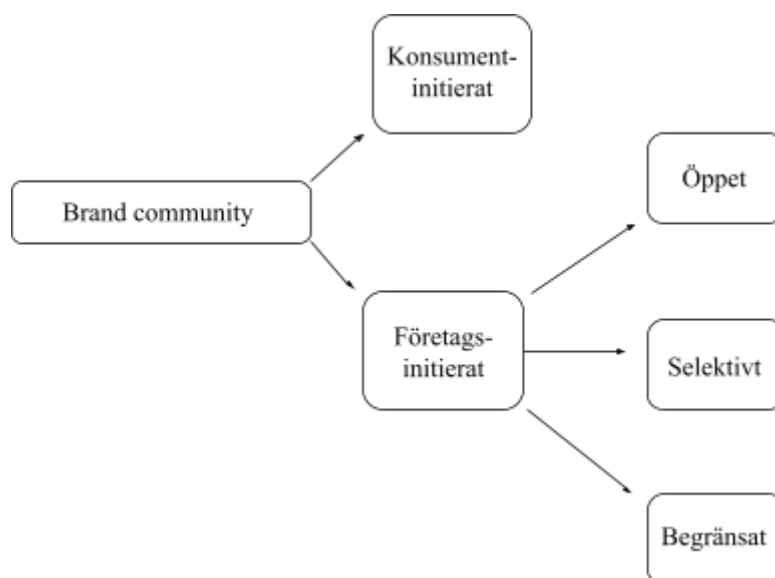 Konsument-
initierat
Brand community
Öppet
Företags-
initierat
Selektivt
Begränsat